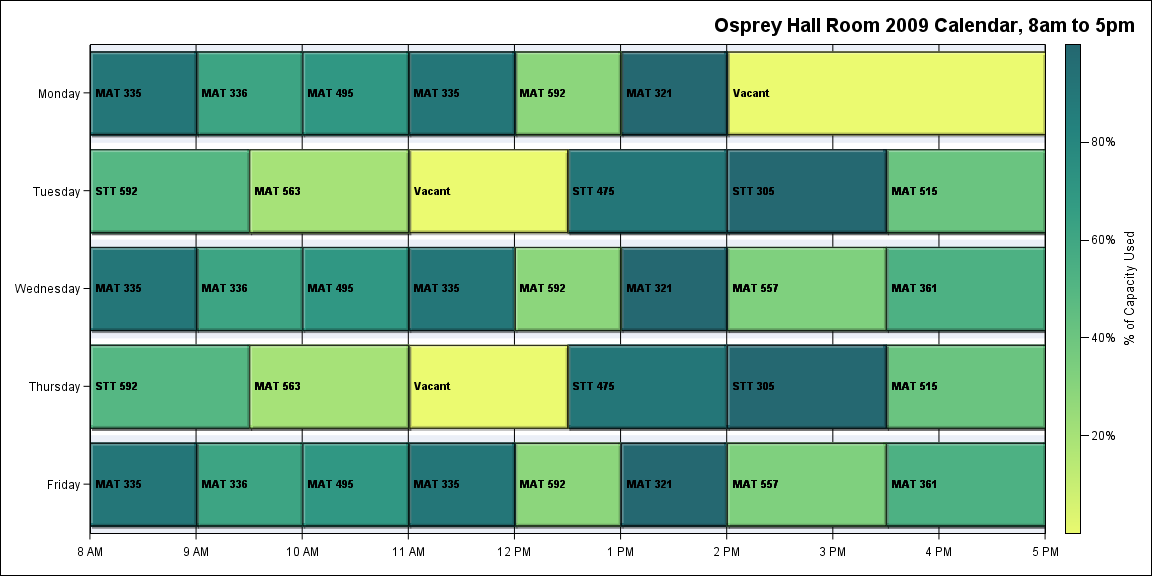 Osprey Hall Room 2009 Calendar, 8am to 5pm
Monday
MAT 335
MAT 336
MAT 495
MAT 335
MAT 592
MAT 321
Vacant
Tuesday
STT 592
MAT 563
Vacant
STT 475
STT 305
MAT 515
Wednesday
MAT 335
MAT 336
MAT 495
MAT 335
MAT 592
MAT 321
MAT 557
MAT 361
Thursday
STT 592
MAT 563
Vacant
STT 475
STT 305
MAT 515
Friday
MAT 335
MAT 336
MAT 495
MAT 335
MAT 592
MAT 321
MAT 557
MAT 361
8 AM
9 AM
10 AM
11 AM
12 PM
1 PM
2 PM
3 PM
4 PM
5 PM
80%
60%
40%
20%
% of Capacity Used